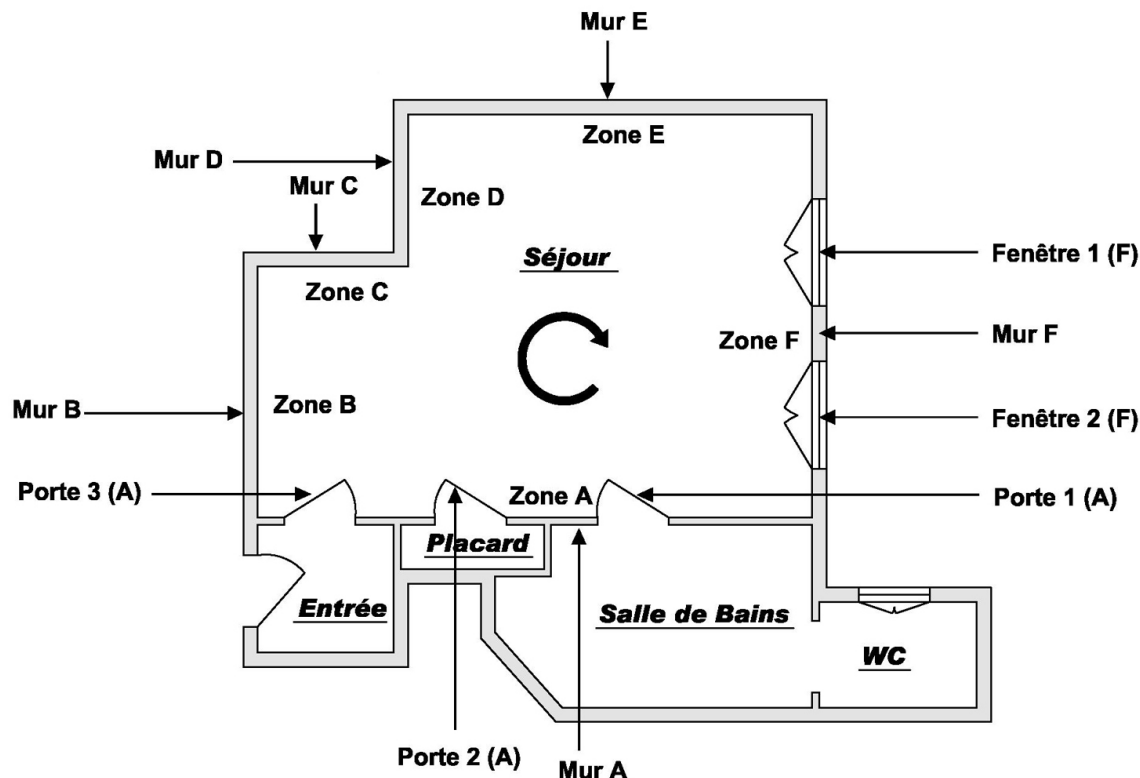 Mur E
Zone E
Mur D
Mur C
Zone D
Séjour
Fenêtre 1 (F)
Zone C
Zone F
Mur F
Mur B
Zone B
Fenêtre 2 (F)
Porte 3 (A)
Zone A
Porte 1 (A)
Placard
Entrée
Salle de Bains
WC
Porte 2 (A)
Mur A